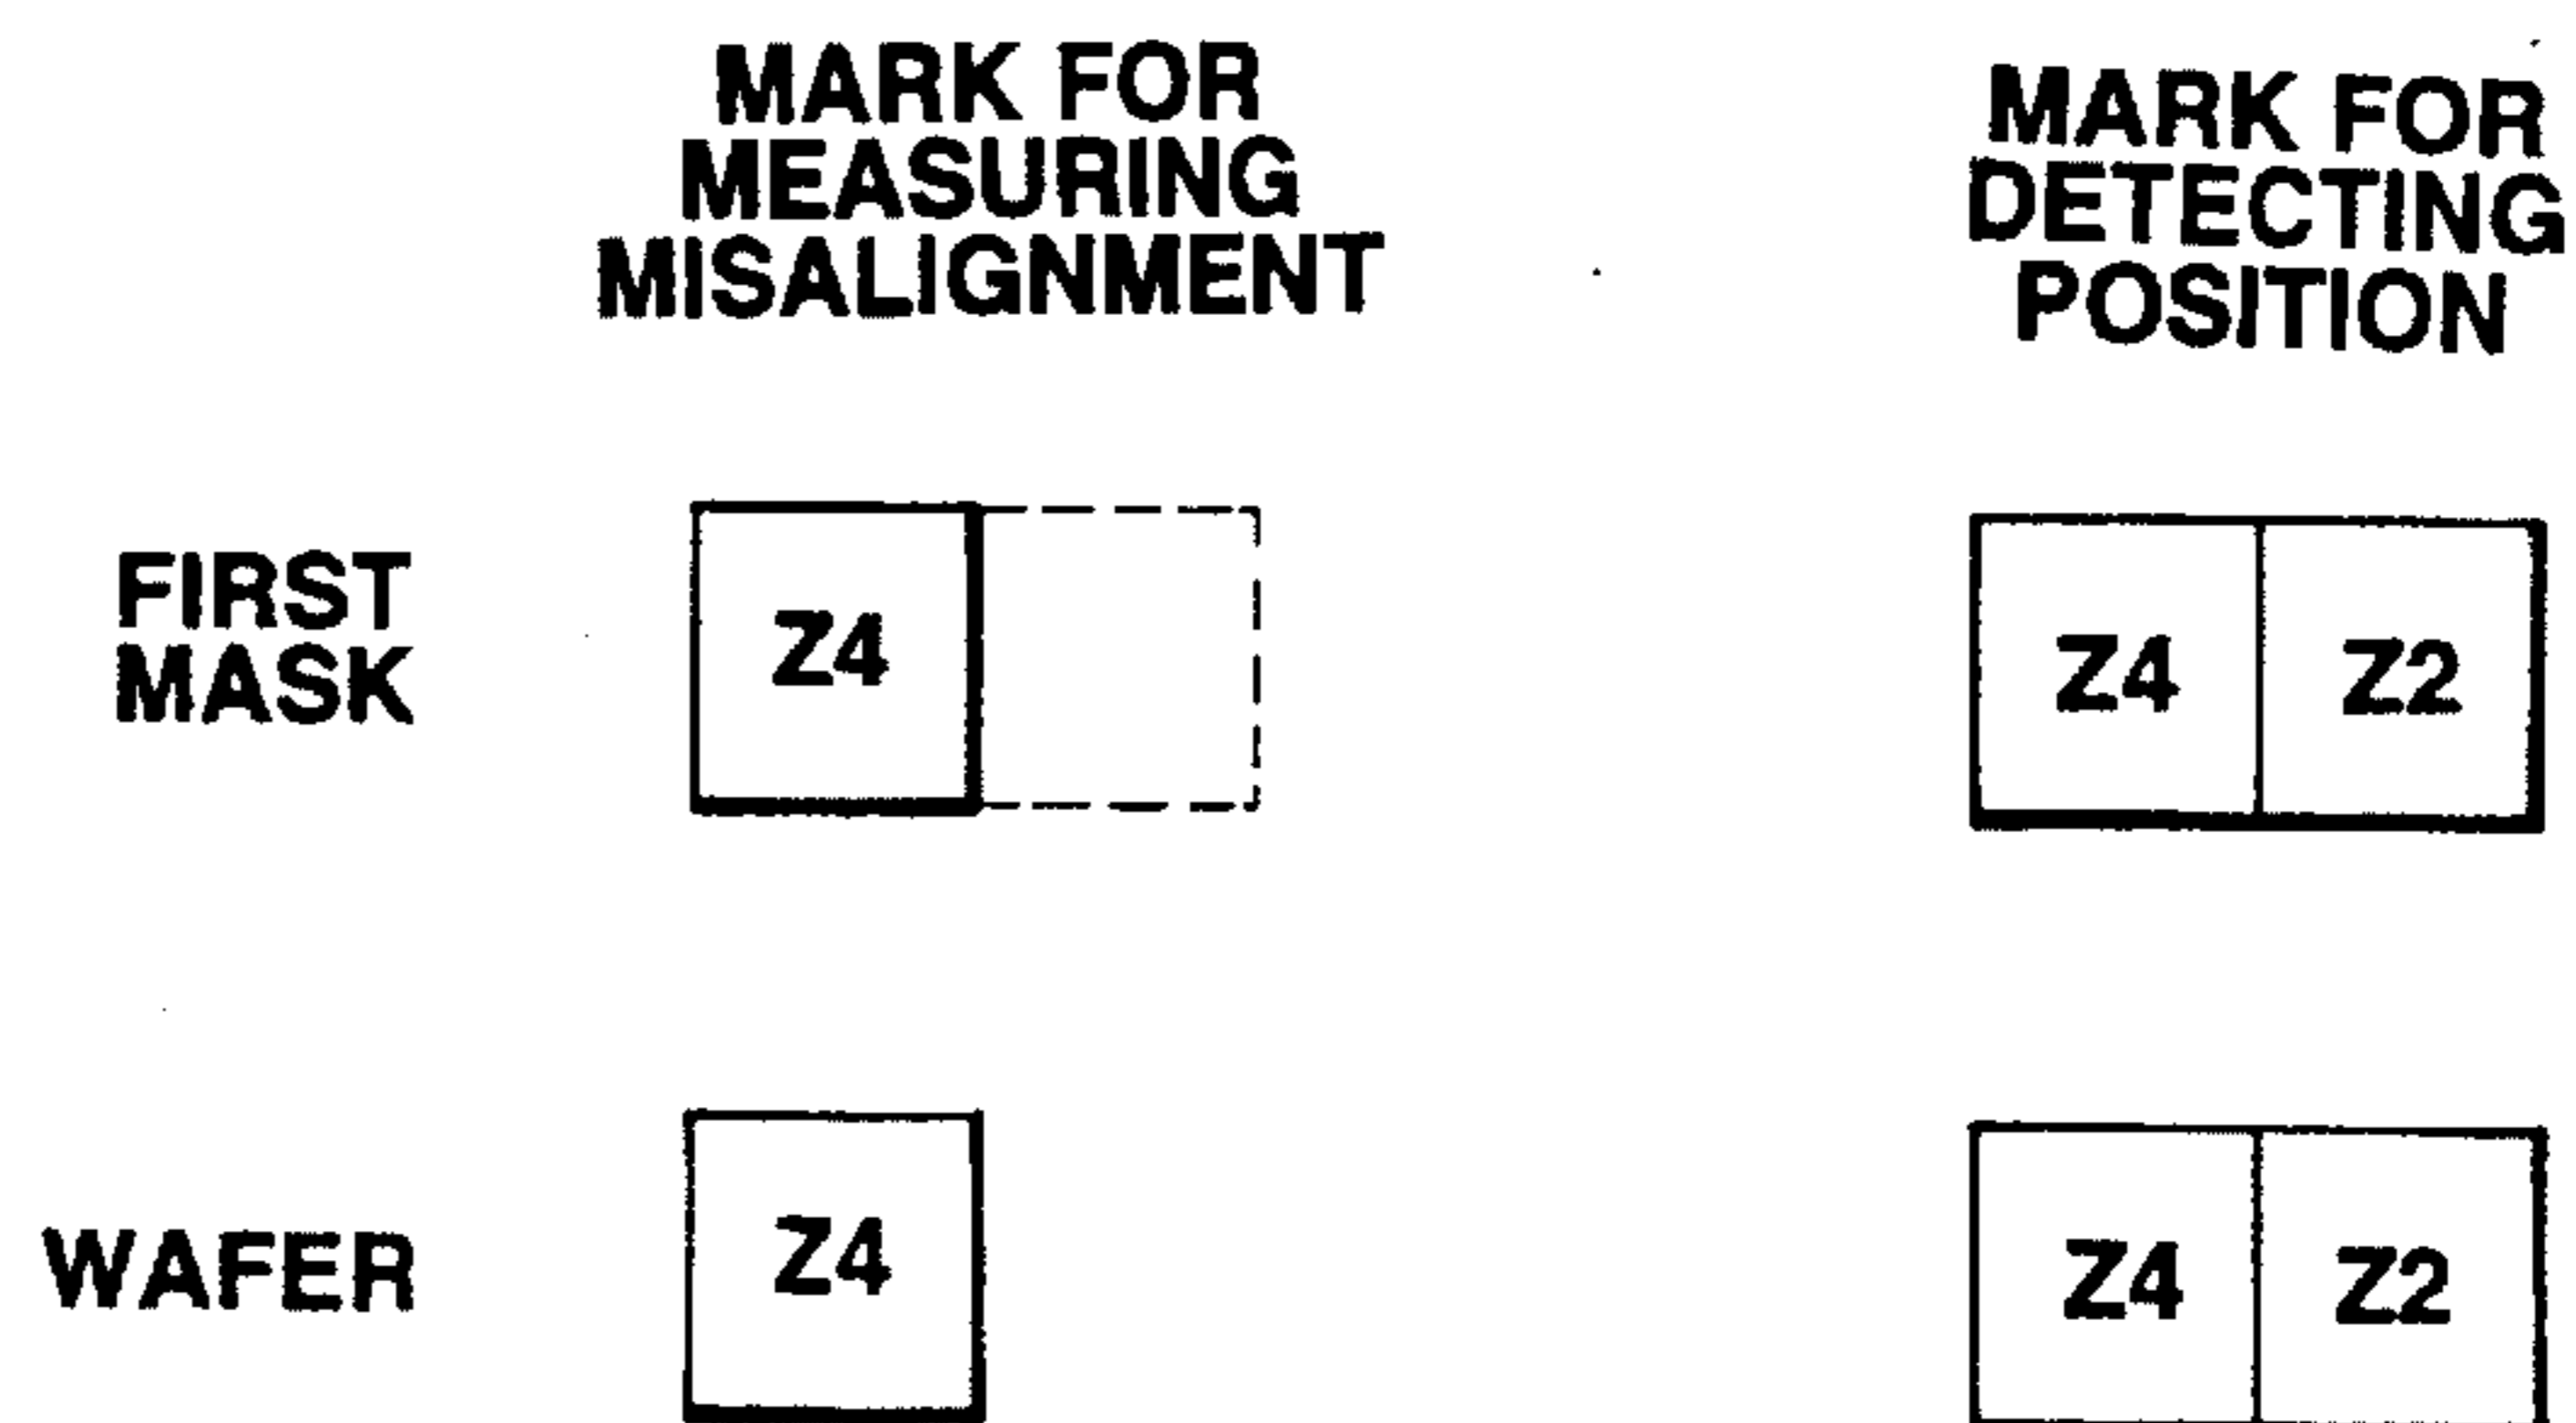 MARK FOR
MEASURING
MISALIGNMENT
MARK FOR
DETECTING
POSITION
FIRST
MASK
Z4
Z4 Z2
WAFER
Z4
Z4 Z2